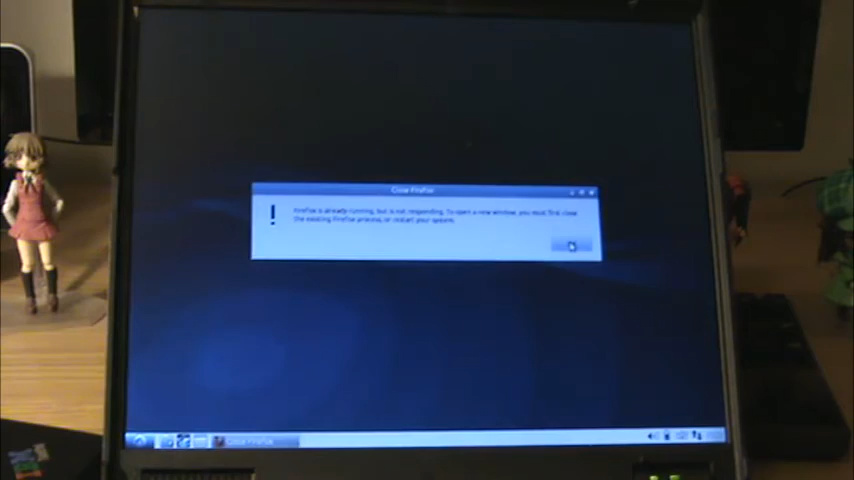 Close Firefox
Firefox is already running, but is not responding. To open a new window, you must first close
the existing Firefox process, or restart your system.
Close Firefox